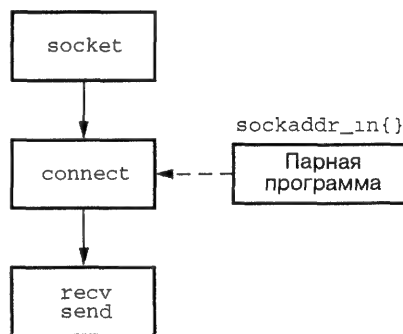 socket
sockaddr_in{}
connect
Парная
программа
recv
send